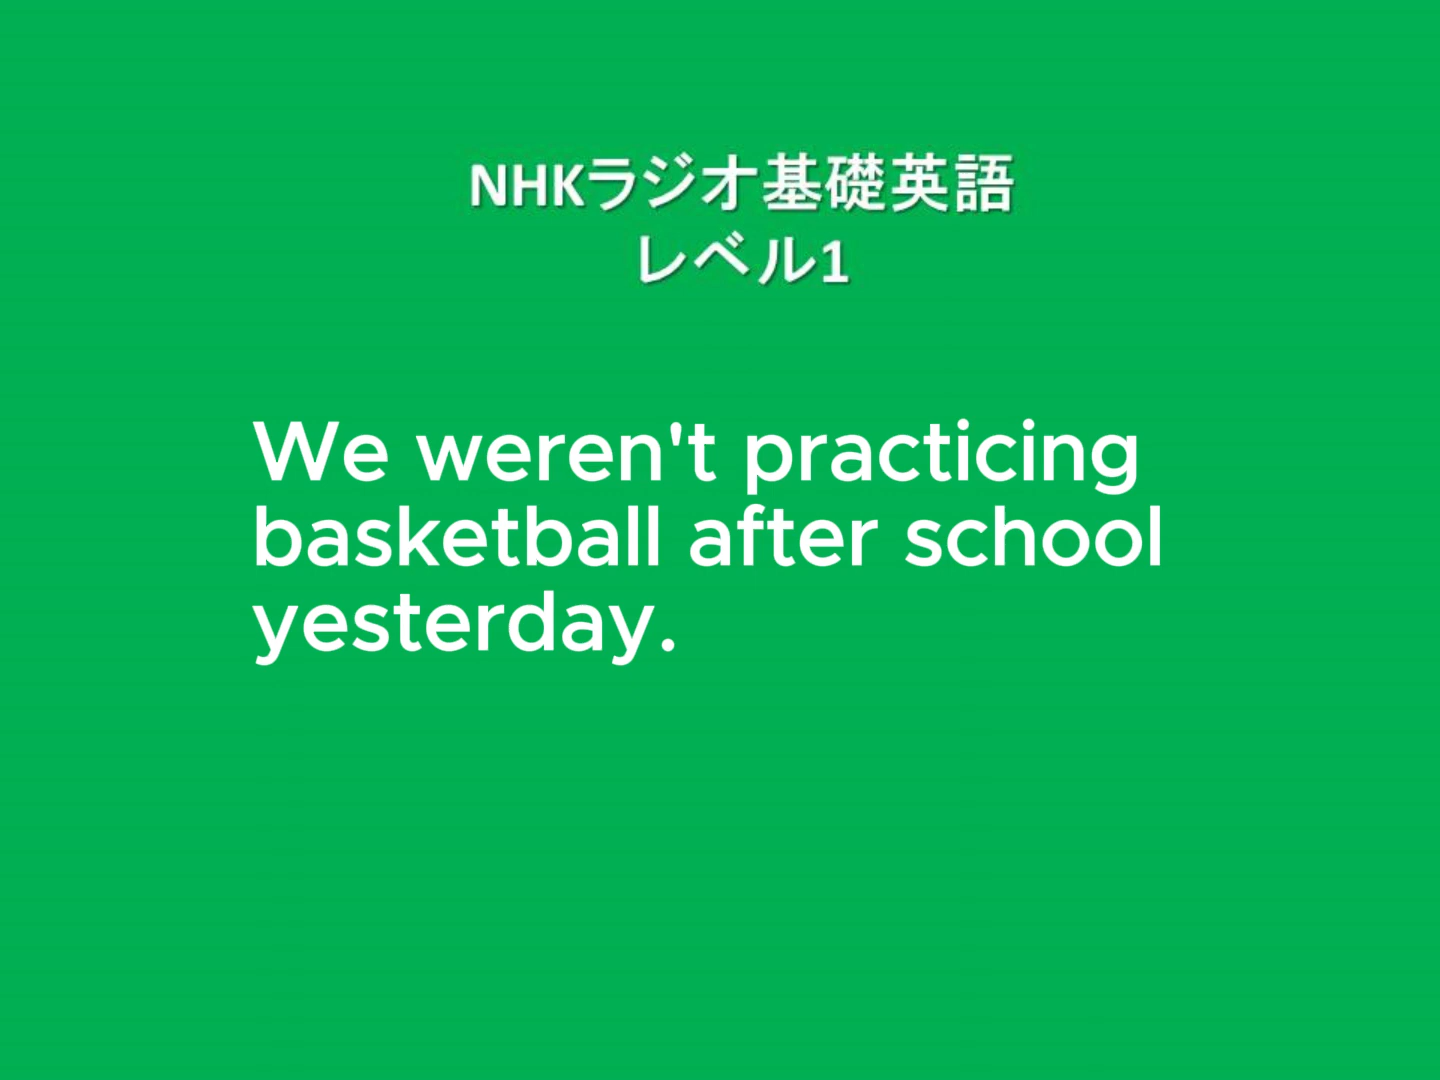 NHKラジオ基礎英語
レベル1
We weren't practicing
basketball after school
yesterday.